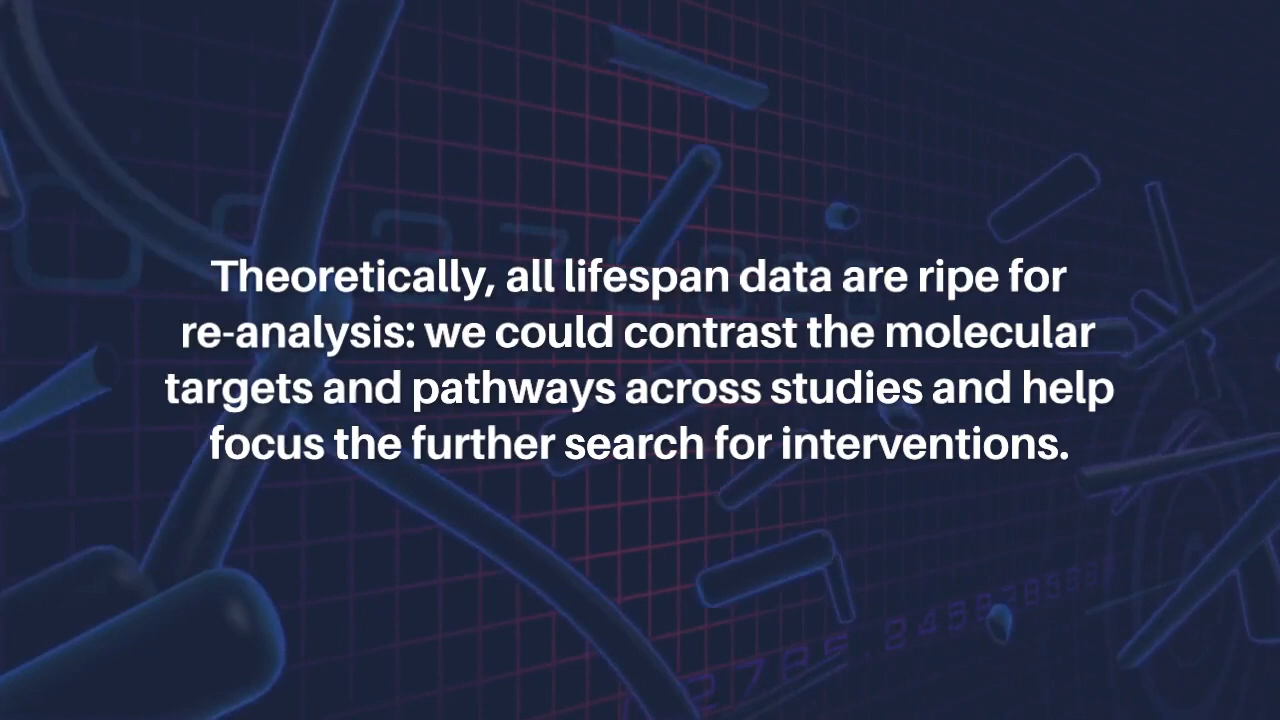 Theoretically, all lifespan data are ripe for
re-analysis: we could contrast the molecular
targets and pathways across studies and help
focus the further search for interventions.